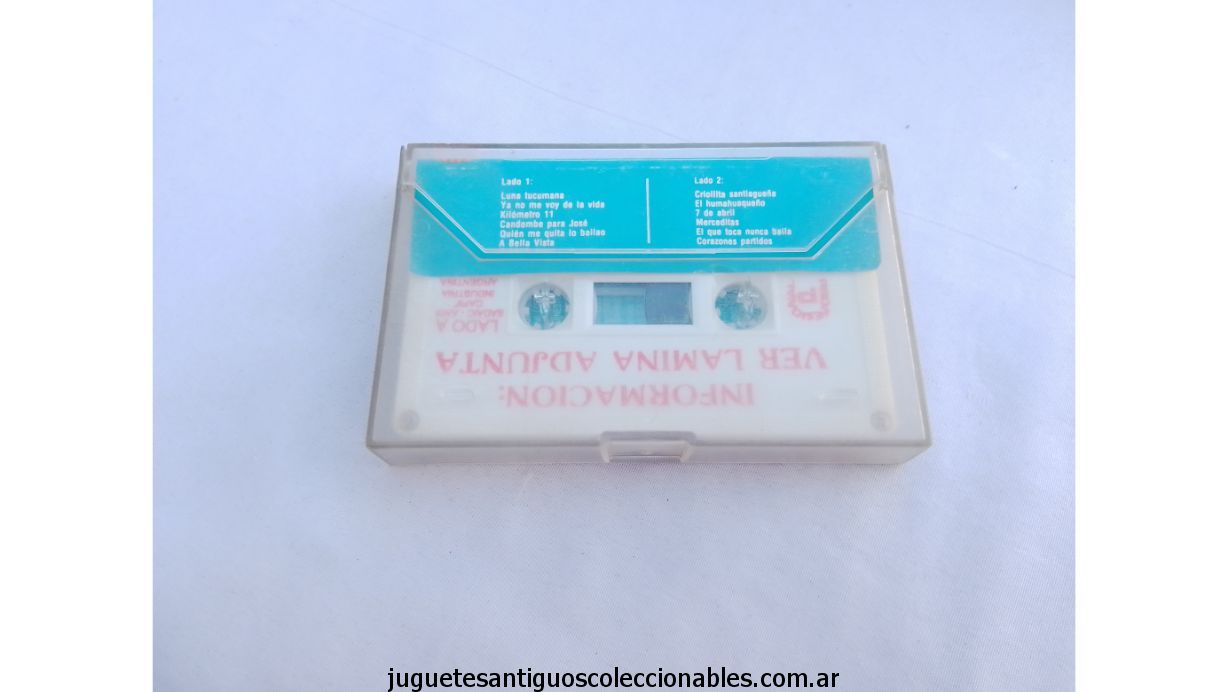 Lado 1:
Luna tucumana
Ya no me voy de la vida
Kilómetro 11
Candombe para José
Quién me quita lo bailao
A Bella Vista
Lado 2:
Criollita santiagueña
El humahuaqueño
7 de abril
Merceditas
El que toca nunca baila
Corazones partidos
INFORMACION:
VER LAMINA ADJUNTA
LADO A
SADAIC -
CAPIF
INDUSTRIA
ARGENTINA
juguetesantiguoscoleccionables.com.ar